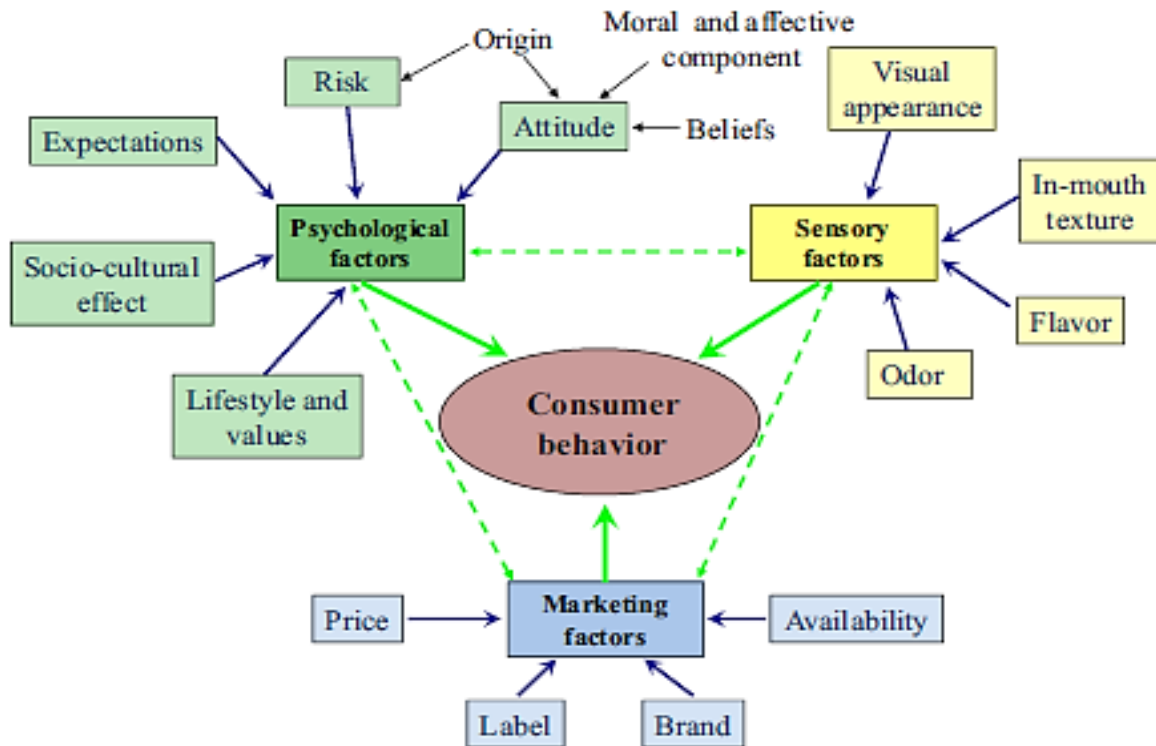 Origin
Moral and affective
component
Risk
Visual
appearance
Expectations
Attitude
Beliefs
In-mouth
texture
Psychological
factors
Sensory
factors
Socio-cultural
effect
Flavor
Odor
Lifestyle and
values
Consumer
behavior
Price
Marketing
factors
Availability
Label
Brand